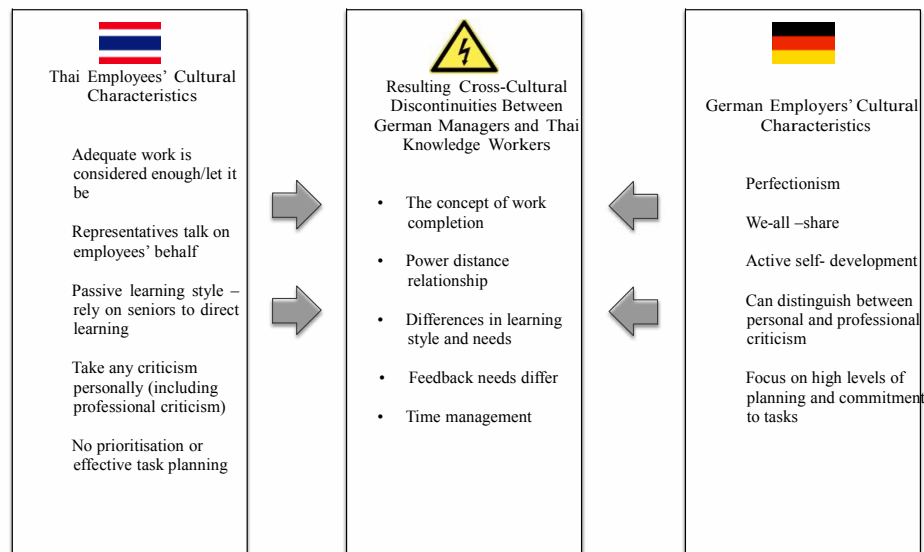 Thai Employees’ Cultural
Characteristics
Adequate work is
considered enough/let it
be
Representatives talk on
employees’ behalf
Passive learning style –
rely on seniors to direct
learning
Take any criticism
personally (including
professional criticism)
No prioritisation or
effective task planning
Resulting Cross-Cultural
Discontinuities Between
German Managers and Thai
Knowledge Workers
• The concept of work
completion
• Power distance
relationship
• Differences in learning
style and needs
• Feedback needs differ
• Time management
German Employers’ Cultural
Characteristics
Perfectionism
We-all –share
Active self- development
Can distinguish between
personal and professional
criticism
Focus on high levels of
planning and commitment
to tasks